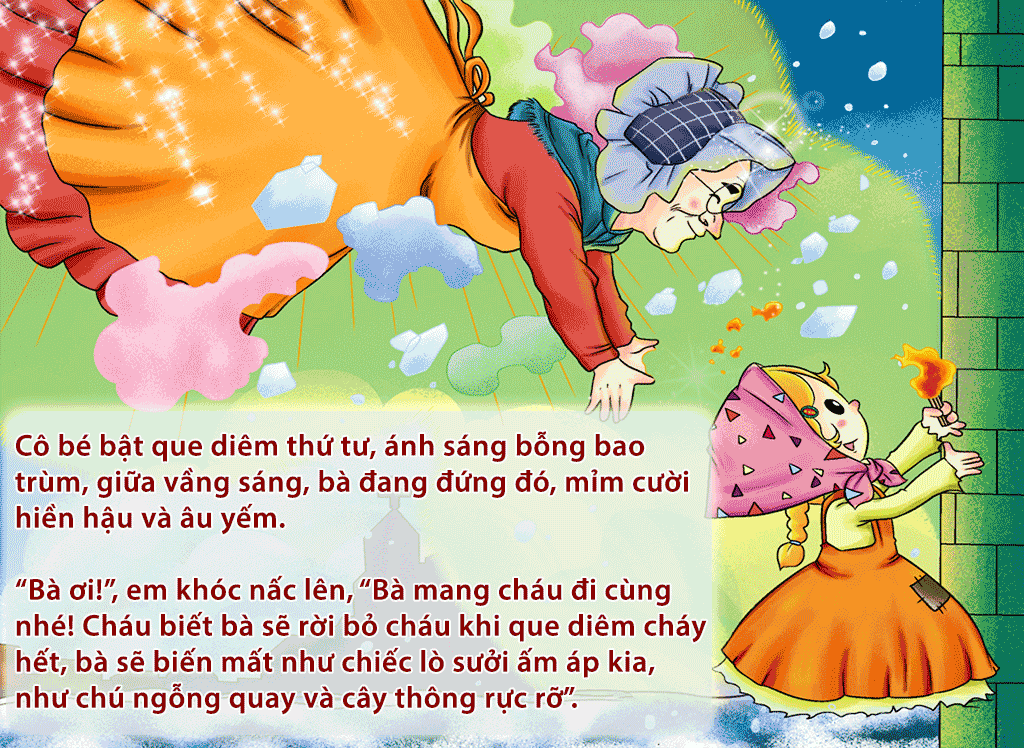 Cô bé bật que diêm thứ tư, ánh sáng bỗng bao
trùm, giữa vầng sáng, bà đang đứng đó, mỉm cười
hiền hậu và âu yếm.
“Bà ơi!”, em khóc nấc lên, “Bà mang cháu đi cùng
nhé! Cháu biết bà sẽ rời bỏ cháu khi que diêm cháy
hết, bà sẽ biến mất như chiếc lò sưởi ấm áp kia,
như chú ngỗng quay và cây thông rực rỡ”.